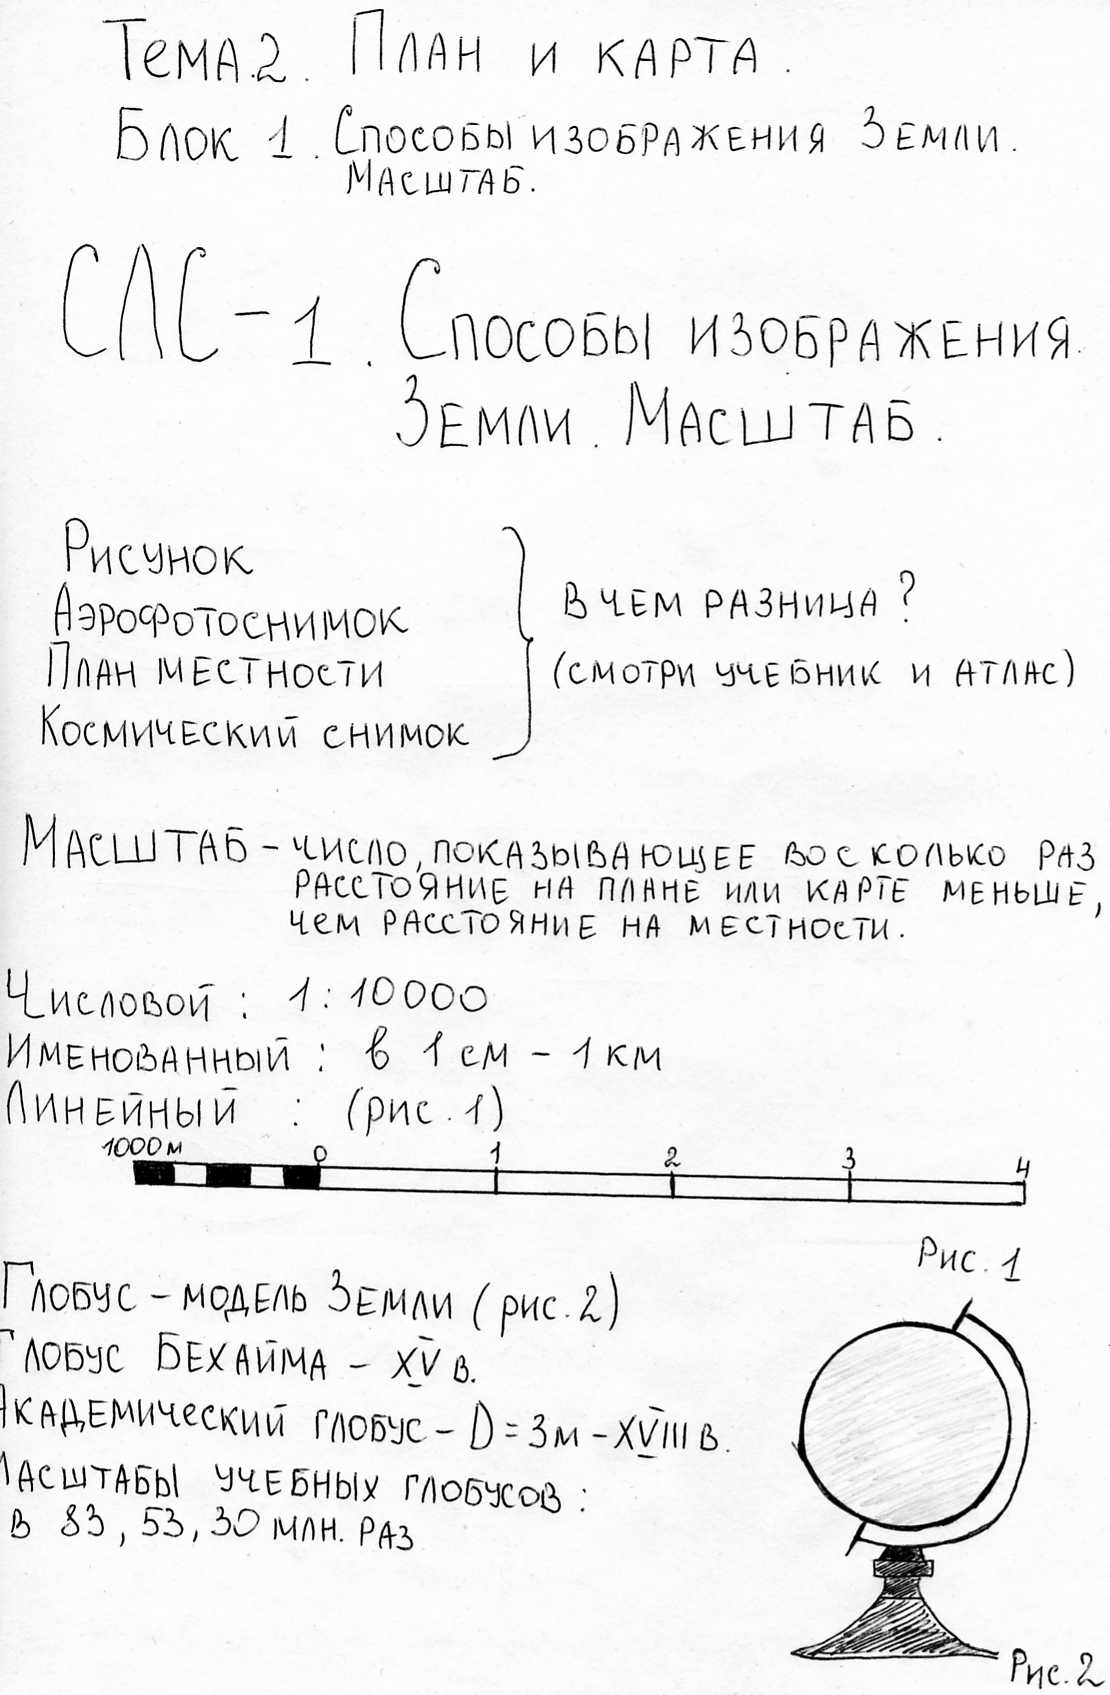 Тема.2. План и карта.
Блок 1. Способы изображения Земли.
Масштаб.
СЛС-1. Способы изображения
Земли. Масштаб.
Рисунок
Аэрофотоснимок
План местности
Космический снимок
в чем разница?
(смотри учебник и атлас)
Масштаб - число, показывающее во сколько раз
расстояние на плане или карте меньше,
чем расстояние на местности.
Числовой: 1:10000
Именованный: в 1 см - 1 км
Линейный : (рис. 1)
1000м 0 1 2 3 4
Рис. 1
Глобус - модель Земли (рис. 2)
Глобус Бехайма - XV в.
Академический глобус - D=3м - XVIII в.
Масштабы учебных глобусов:
в 83, 53, 30 млн. раз
Рис. 2